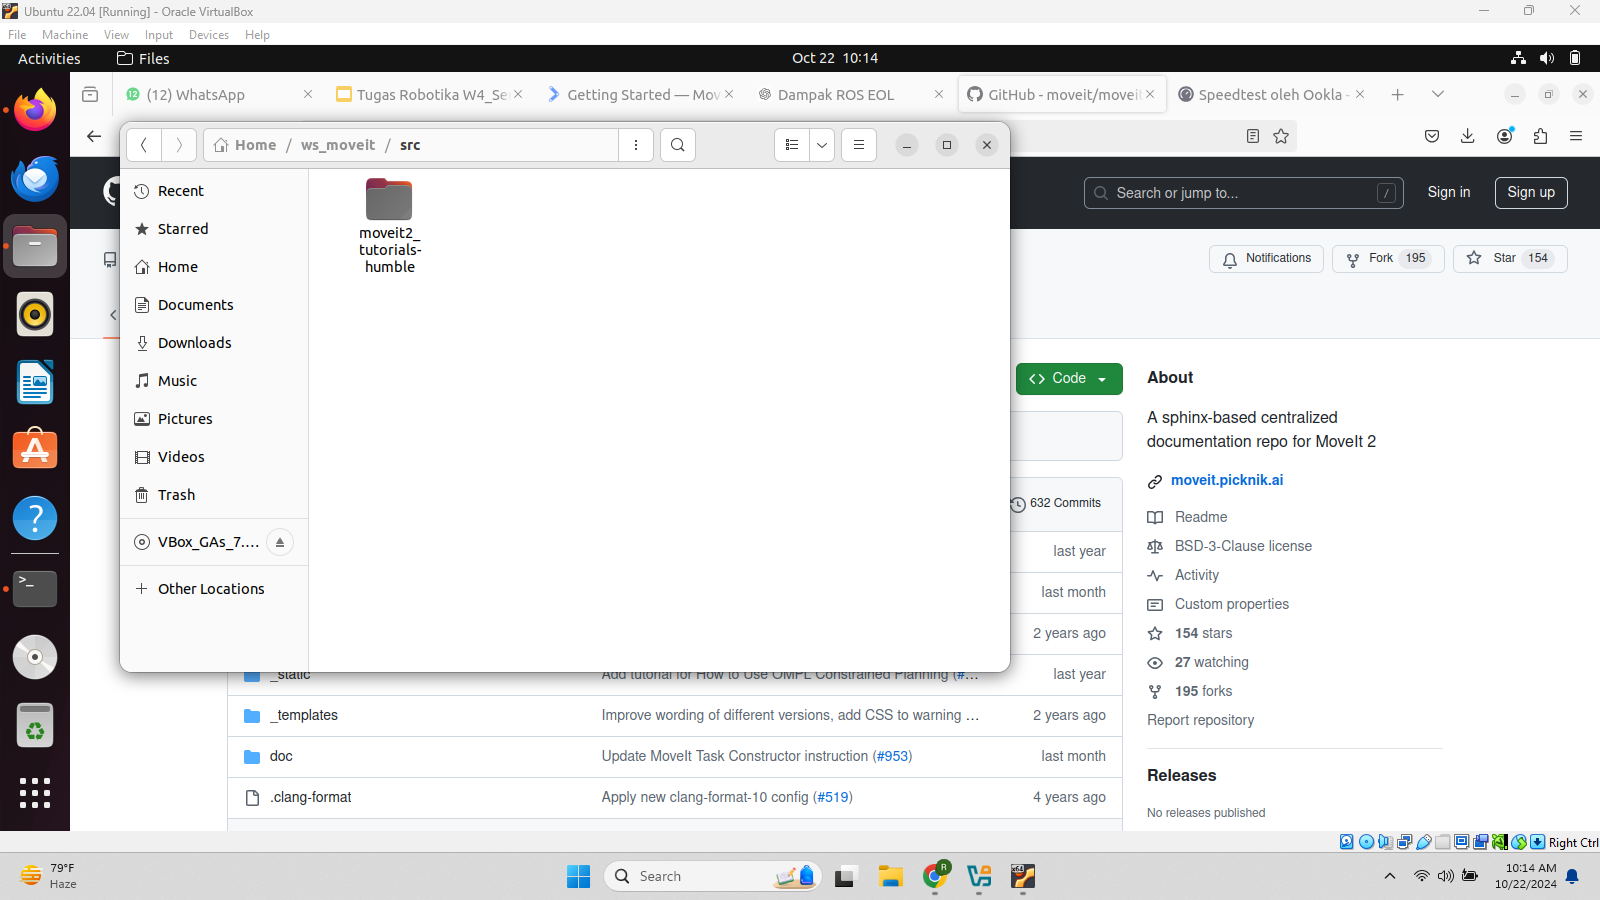 Ubuntu 22.04 [Running] - Oracle VirtualBox
File Machine View Input Devices Help
Activities Files Oct 22 10:14
(12) WhatsApp Tugas Robotika W4_Se Getting Started — Mov Dampak ROS EOL GitHub - moveit/moveit Speedtest oleh Ookla -
Home / ws_moveit / src
Recent
Starred
Home
Documents
Downloads
Music
Pictures
Videos
Trash
VBox_GAs_7....
Other Locations
moveit2_
tutorials-
humble
Search or jump to... / Sign in Sign up
Notifications Fork 195 Star 154
Code
632 Commits
last year
last month
2 years ago
_static Add tutorial for How to Use OMPL Constrained Planning (#... last year
_templates Improve wording of different versions, add CSS to warning ... 2 years ago
doc Update MoveIt Task Constructor instruction (#953) last month
.clang-format Apply new clang-format-10 config (#519) 4 years ago
About
A sphinx-based centralized
documentation repo for MoveIt 2
moveit.picknik.ai
Readme
BSD-3-Clause license
Activity
Custom properties
154 stars
27 watching
195 forks
Report repository
Releases
No releases published
Right Ctrl
79°F
Haze
Search
R
10:14 AM
10/22/2024